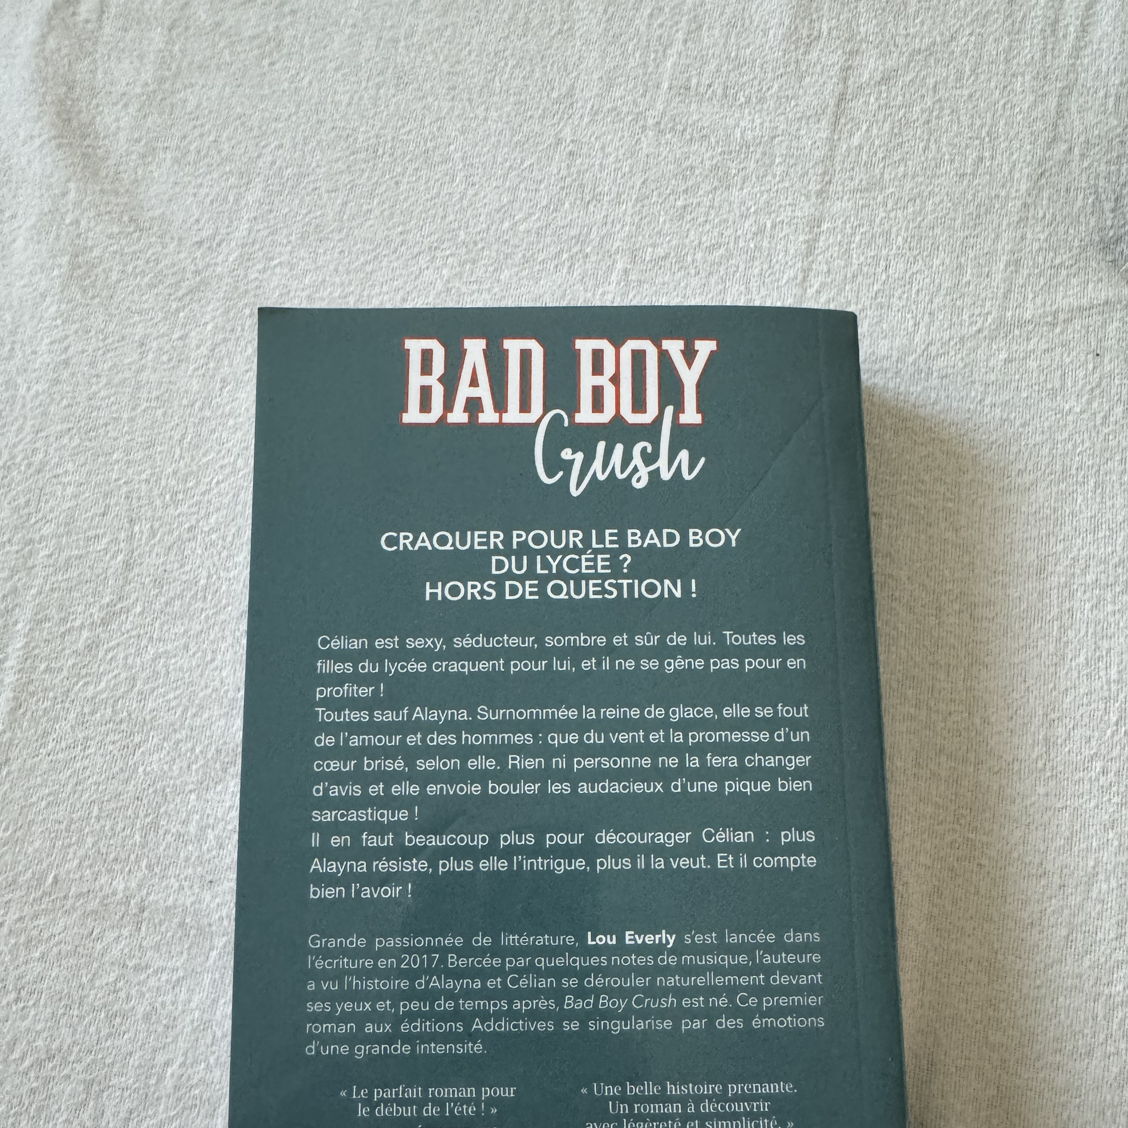 BAD BOY
Crush
CRAQUER POUR LE BAD BOY
DU LYCÉE ?
HORS DE QUESTION !
Célian est sexy, séducteur, sombre et sûr de lui. Toutes les
filles du lycée craquent pour lui, et il ne se gêne pas pour en
profiter !
Toutes sauf Alayna. Surnommée la reine de glace, elle se fout
de l'amour et des hommes : que du vent et la promesse d'un
cœur brisé, selon elle. Rien ni personne ne la fera changer
d'avis et elle envoie bouler les audacieux d'une pique bien
sarcastique !
Il en faut beaucoup plus pour décourager Célian : plus
Alayna résiste, plus elle l'intrigue, plus il la veut. Et il compte
bien l'avoir !
Grande passionnée de littérature, Lou Everly s'est lancée dans
l'écriture en 2017. Bercée par quelques notes de musique, l'auteure
a vu l'histoire d'Alayna et Célian se dérouler naturellement devant
ses yeux et, peu de temps après, Bad Boy Crush est né. Ce premier
roman aux éditions Addictives se singularise par des émotions
d'une grande intensité.
« Le parfait roman pour
le début de l'été ! »
« Une belle histoire prenante.
Un roman à découvrir
avec légèreté et simplicité. »